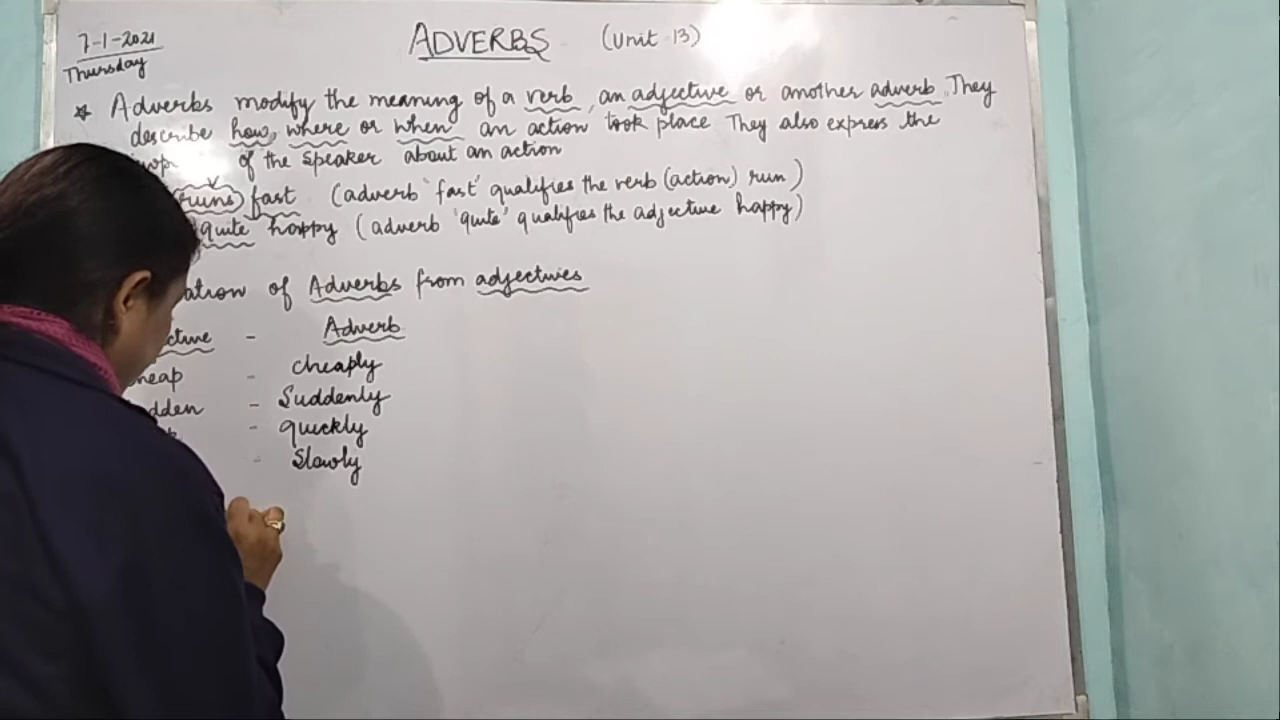 7-1-2021
Thursday
ADVERBS (Unit 13)
* Adverbs modify the meaning of a verb, an adjective or another adverb. They
describe how, where or when an action took place They also express the
of the speaker about an action
runs fast (adverb 'fast' qualifies the verb (action) run)
quite happy (adverb 'quite' qualifies the adjective happy)
of Adverbs from adjectives
- Adverb
- cheaply
- Suddenly
- quickly
- Slowly